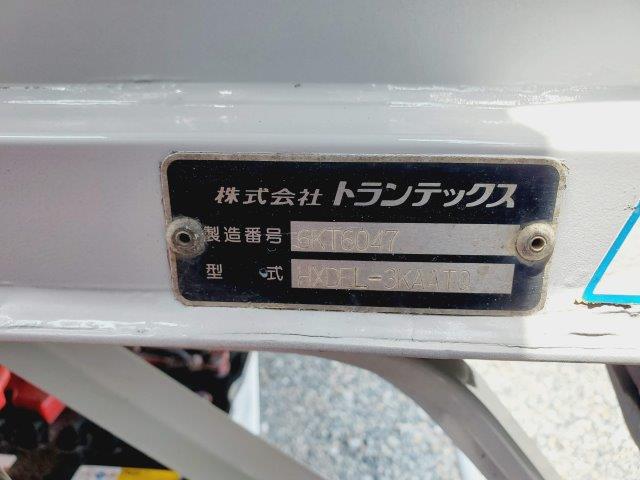 株式会社 トランテックス
製造番号 6KT6047
型 式 HXDFL-3KAATQ